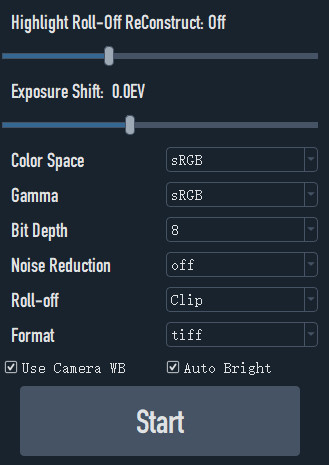 Highlight Roll-Off ReConstruct: Off
Exposure Shift: 0.0EV
Color Space sRGB
Gamma sRGB
Bit Depth 8
Noise Reduction off
Roll-off Clip
Format tiff
Use Camera WB Auto Bright
Start